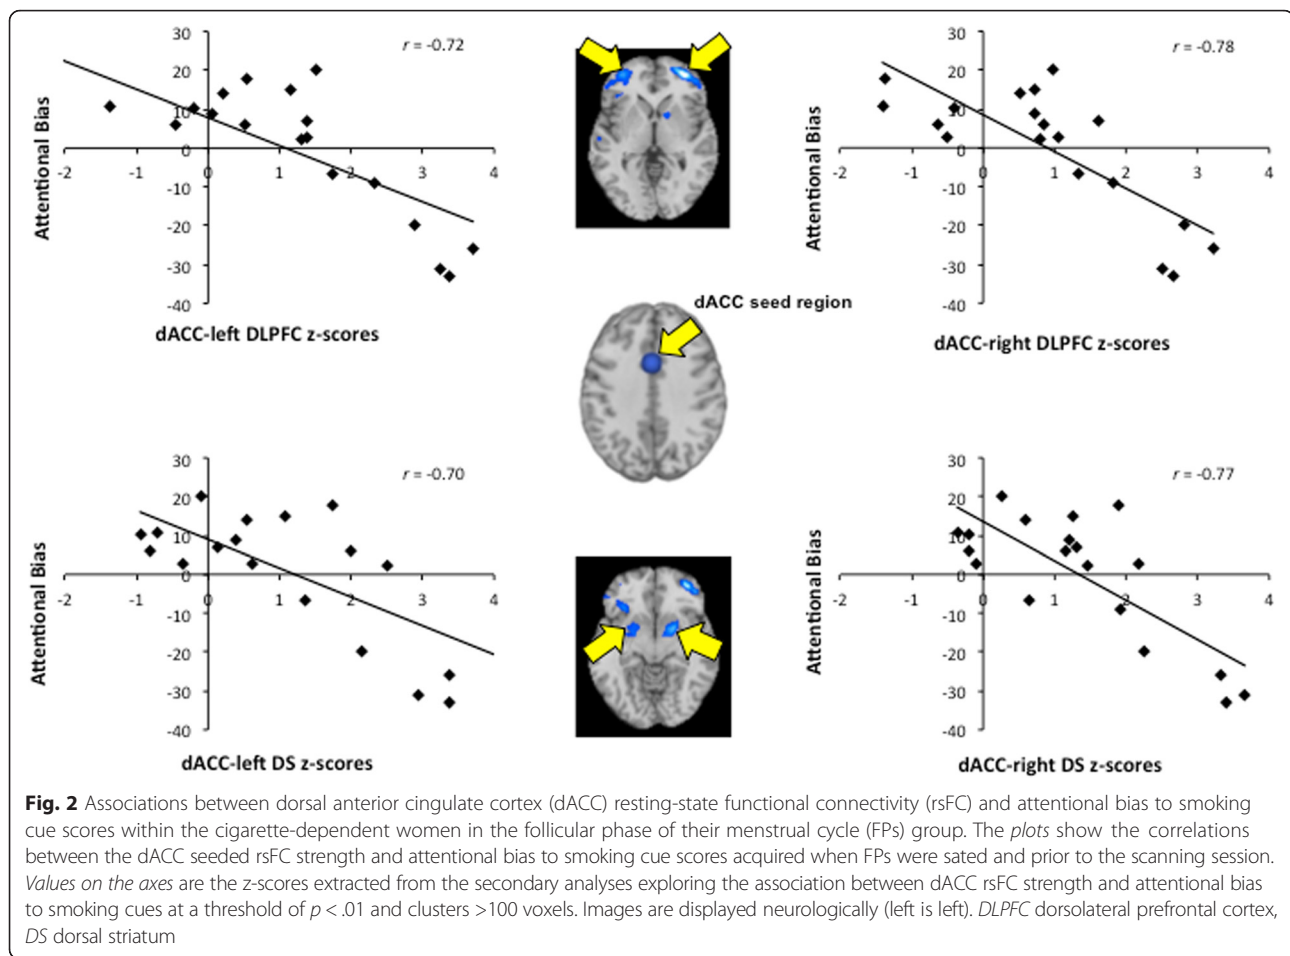 30
20
10
0
-10
-20
-30
-40
-2 -1 0 1 2 3 4
r = -0.72
Attentional Bias
dACC-left DLPFC z-scores
30
20
10
0
-10
-20
-30
-40
-2 -1 0 1 2 3 4
r = -0.78
Attentional Bias
dACC-right DLPFC z-scores
dACC seed region
30
20
10
0
-10
-20
-30
-40
-2 -1 0 1 2 3 4
r = -0.70
Attentional Bias
dACC-left DS z-scores
30
20
10
0
-10
-20
-30
-40
-2 -1 0 1 2 3 4
r = -0.77
Attentional Bias
dACC-right DS z-scores
Fig. 2 Associations between dorsal anterior cingulate cortex (dACC) resting-state functional connectivity (rsFC) and attentional bias to smoking
cue scores within the cigarette-dependent women in the follicular phase of their menstrual cycle (FPs) group. The plots show the correlations
between the dACC seeded rsFC strength and attentional bias to smoking cue scores acquired when FPs were sated and prior to the scanning session.
Values on the axes are the z-scores extracted from the secondary analyses exploring the association between dACC rsFC strength and attentional bias
to smoking cues at a threshold of p < .01 and clusters >100 voxels. Images are displayed neurologically (left is left). DLPFC dorsolateral prefrontal cortex,
DS dorsal striatum